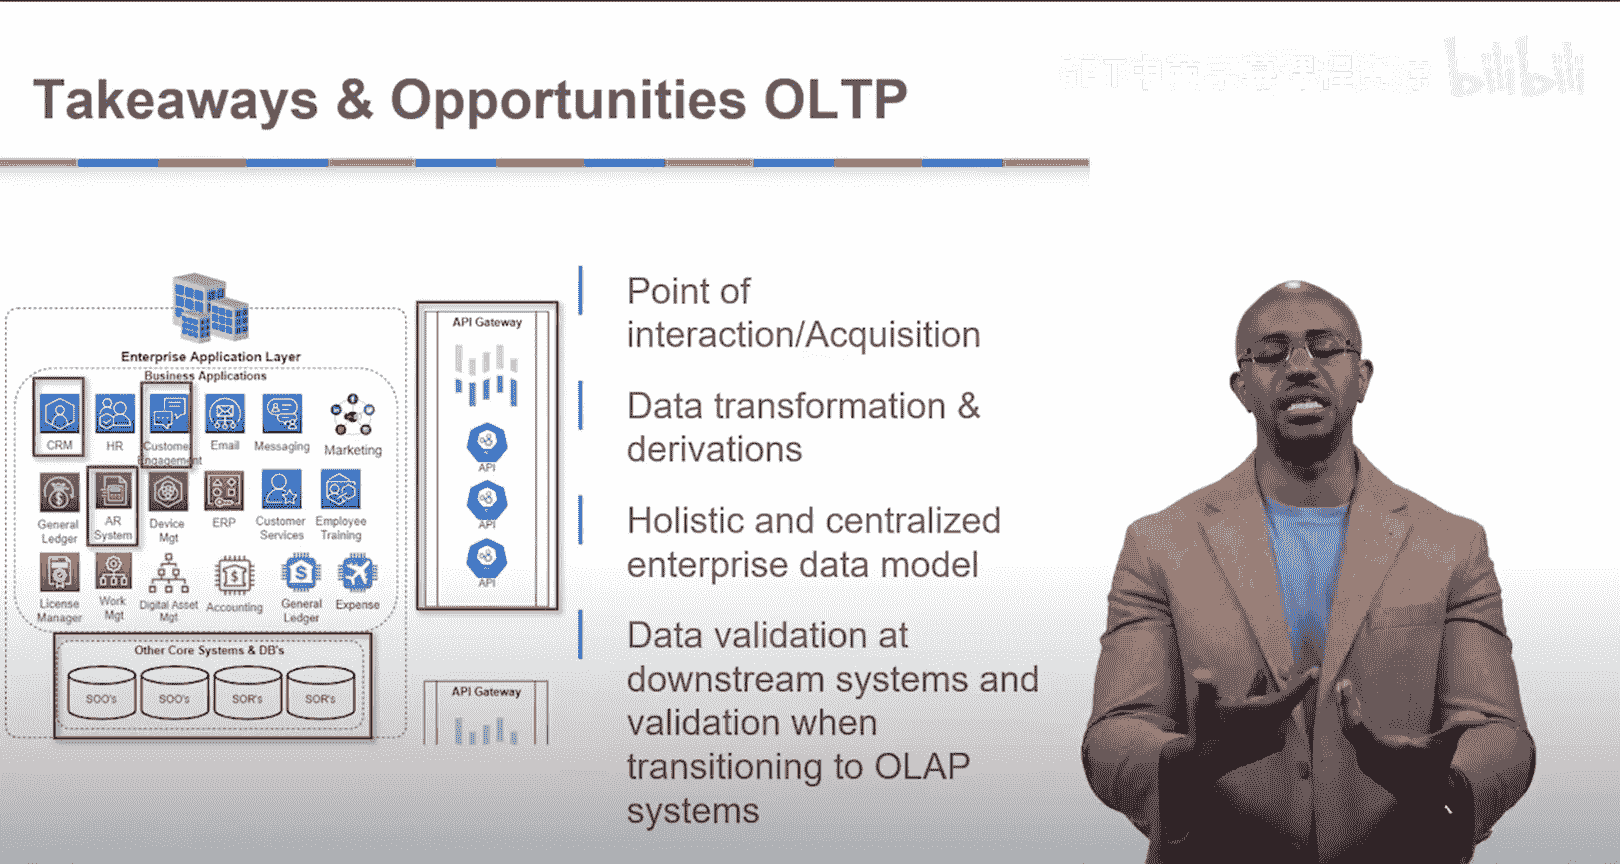 Takeaways & Opportunities OLTP
bilibili
Enterprise Application Layer
Business Applications
CRM
HR
Customer
Engagement
Email
Messaging
Marketing
General
Ledger
AR
System
Device
Mgt
ERP
Customer
Services
Employee
Training
License
Manager
Work
Mgt
Digital Asset
Mgt
Accounting
General
Ledger
Expense
Other Core Systems & DB's
SOO's
SOO's
SOR's
SOR's
API Gateway
API
API
API
API Gateway
Point of
interaction/Acquisition
Data transformation &
derivations
Holistic and centralized
enterprise data model
Data validation at
downstream systems and
validation when
transitioning to OLAP
systems